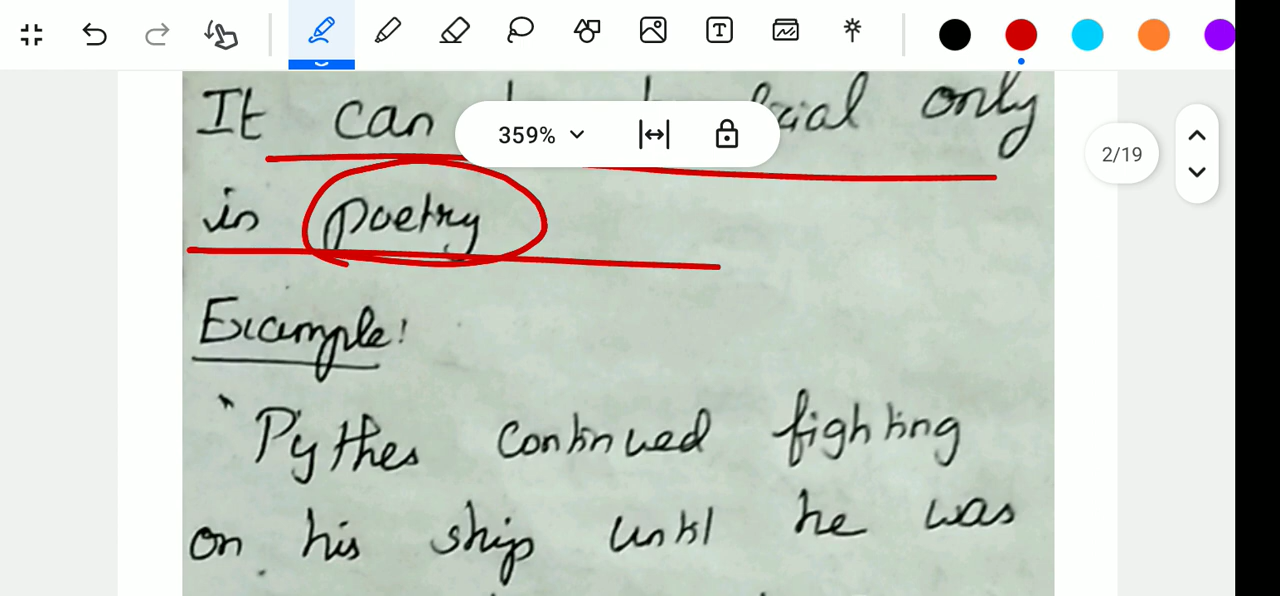 359%
2/19
It can only
in poetry
Example:
Pythes continued fighting
on his ship until he was